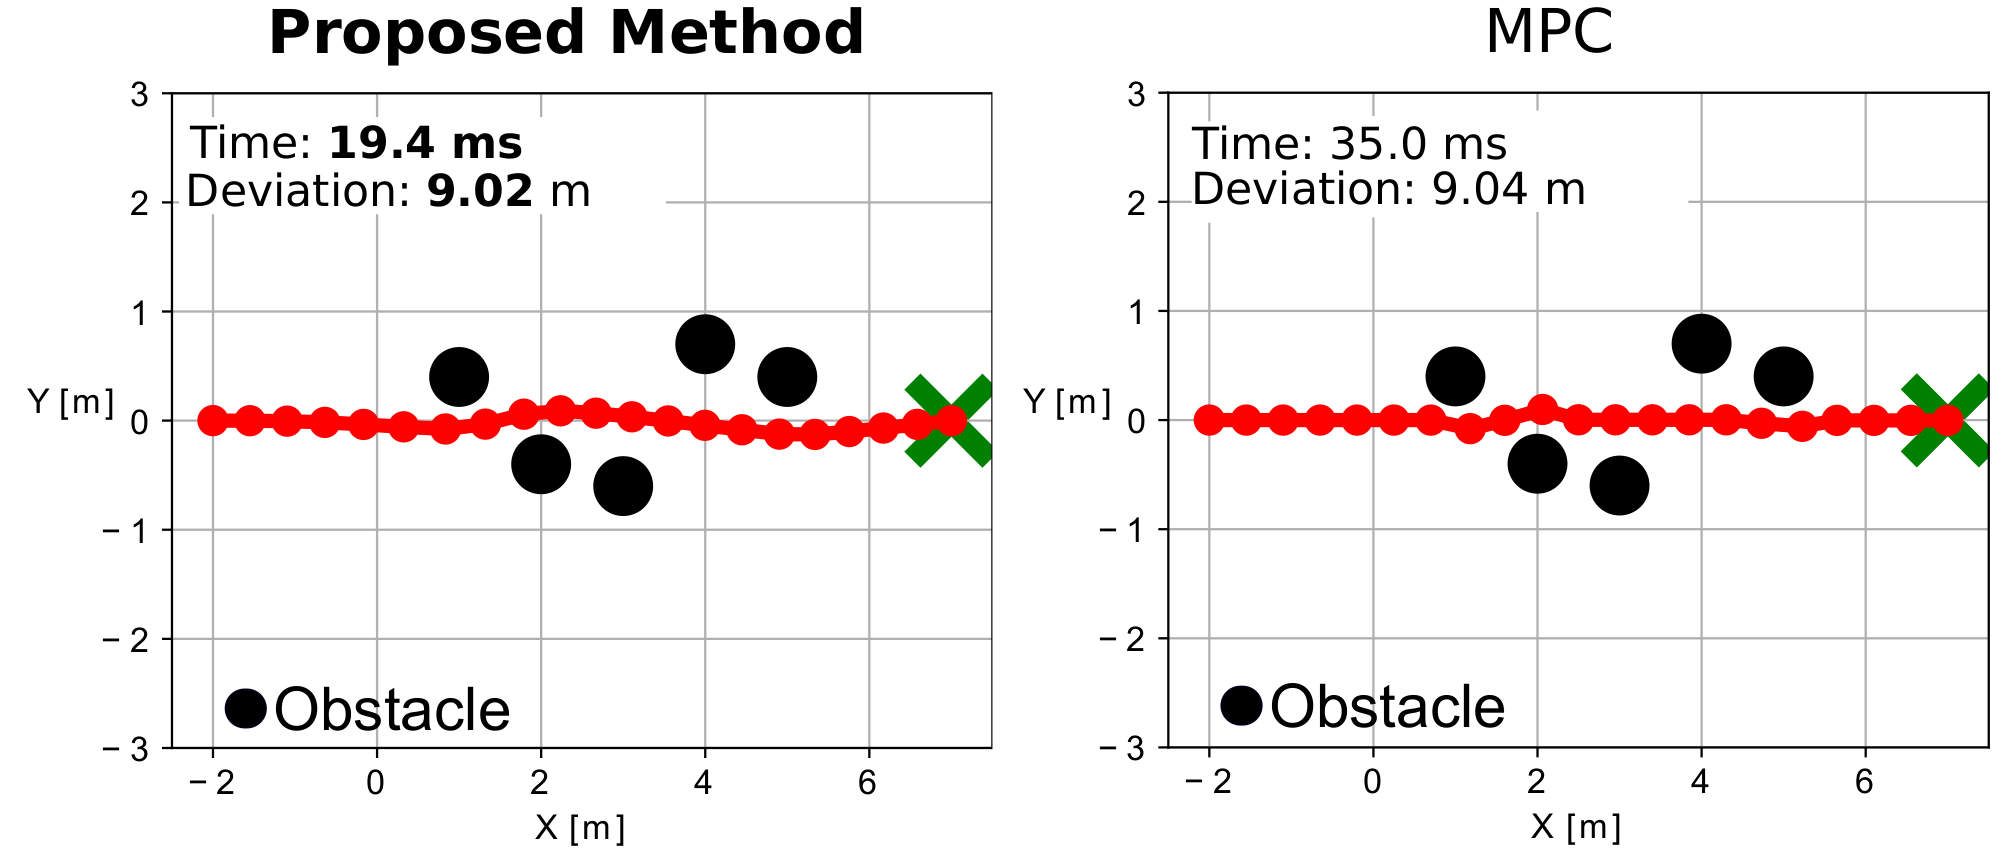 Proposed Method
Time: 19.4 ms
Deviation: 9.02 m
3
2
1
0
− 1
− 2
− 3
Y [m]
Obstacle
− 2
0
2
4
6
X [m]
MPC
Time: 35.0 ms
Deviation: 9.04 m
3
2
1
0
− 1
− 2
− 3
Y [m]
Obstacle
− 2
0
2
4
6
X [m]